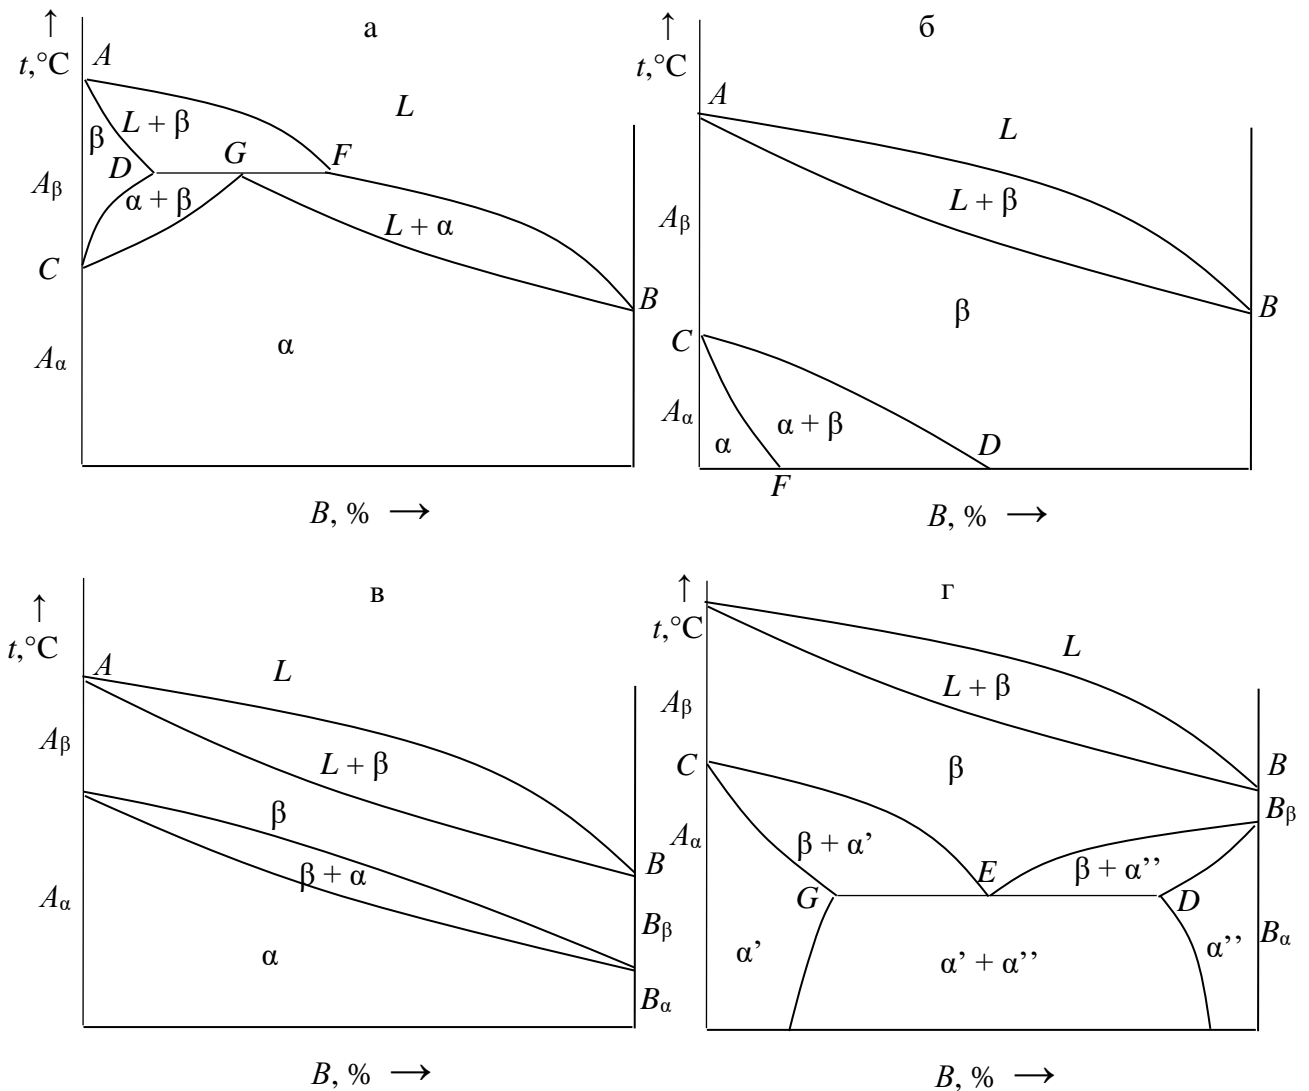 а
↑
t,°C
A
L
L + β
β
G
F
D
A_β
α + β
L + α
C
B
α
A_α
B, % →
б
↑
t,°C
A
L
L + β
A_β
B
β
C
A_α
α + β
α
D
F
B, % →
в
↑
t,°C
A
L
A_β
L + β
β
B
β + α
A_α
B_β
α
B_α
B, % →
г
↑
t,°C
L
L + β
A_β
C
β
B
B_β
A_α
β + α’
E
β + α’’
G
D
α’
α’ + α’’
α’’
B_α
B, % →